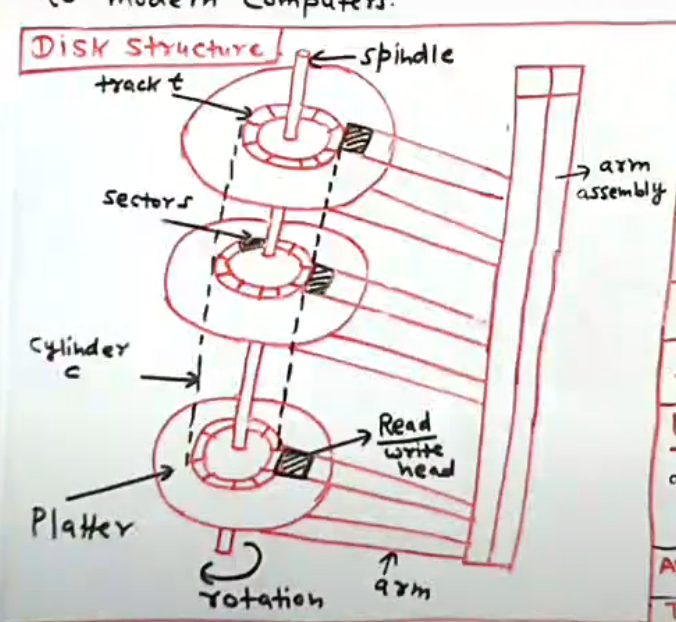 to modern computers.
Disk Structure
spindle
track t
arm
assembly
sectors
cylinder
c
Read
write
head
Platter
arm
rotation